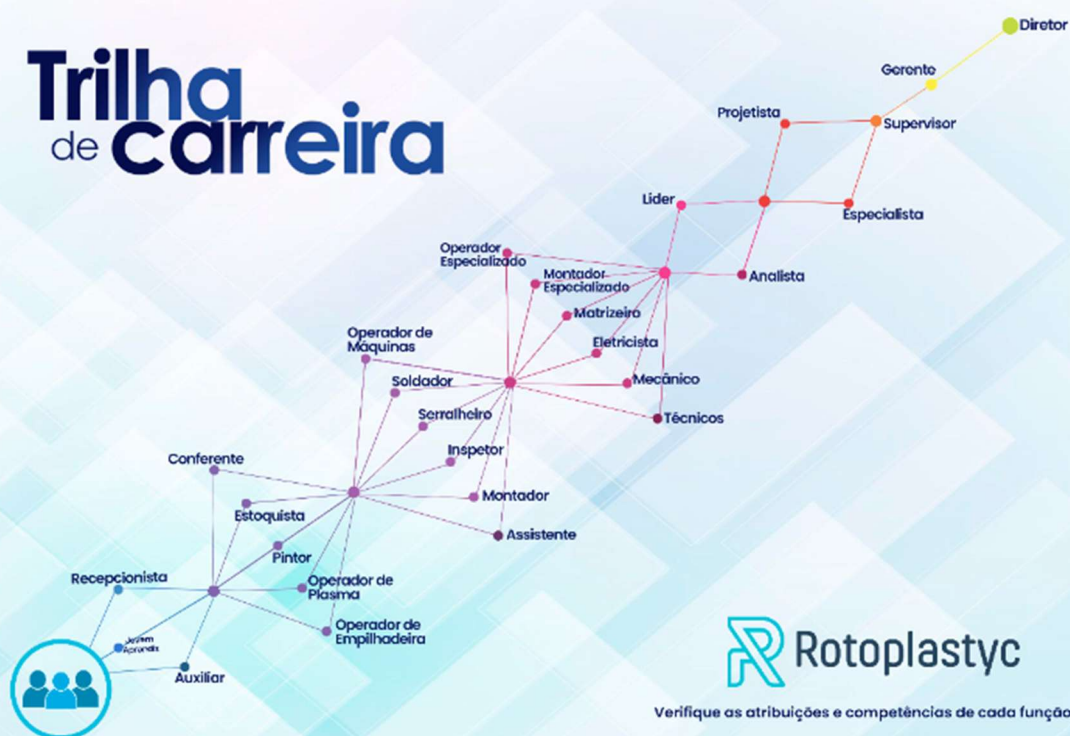 Trilha
de carreira
Diretor
Gerente
Projetista
Supervisor
Lider
Especialista
Operador
Especializado
Montador
Especializado
Analista
Matrizeiro
Operador de
Máquinas
Eletricista
Soldador
Mecânico
Serralheiro
Técnicos
Inspetor
Conferente
Montador
Estoquista
Assistente
Pintor
Recepcionista
Operador de
Plasma
Operador de
Empilhadeira
Jovem
Aprendiz
Auxiliar
Rotoplastyc
Verifique as atribuições e competências de cada função